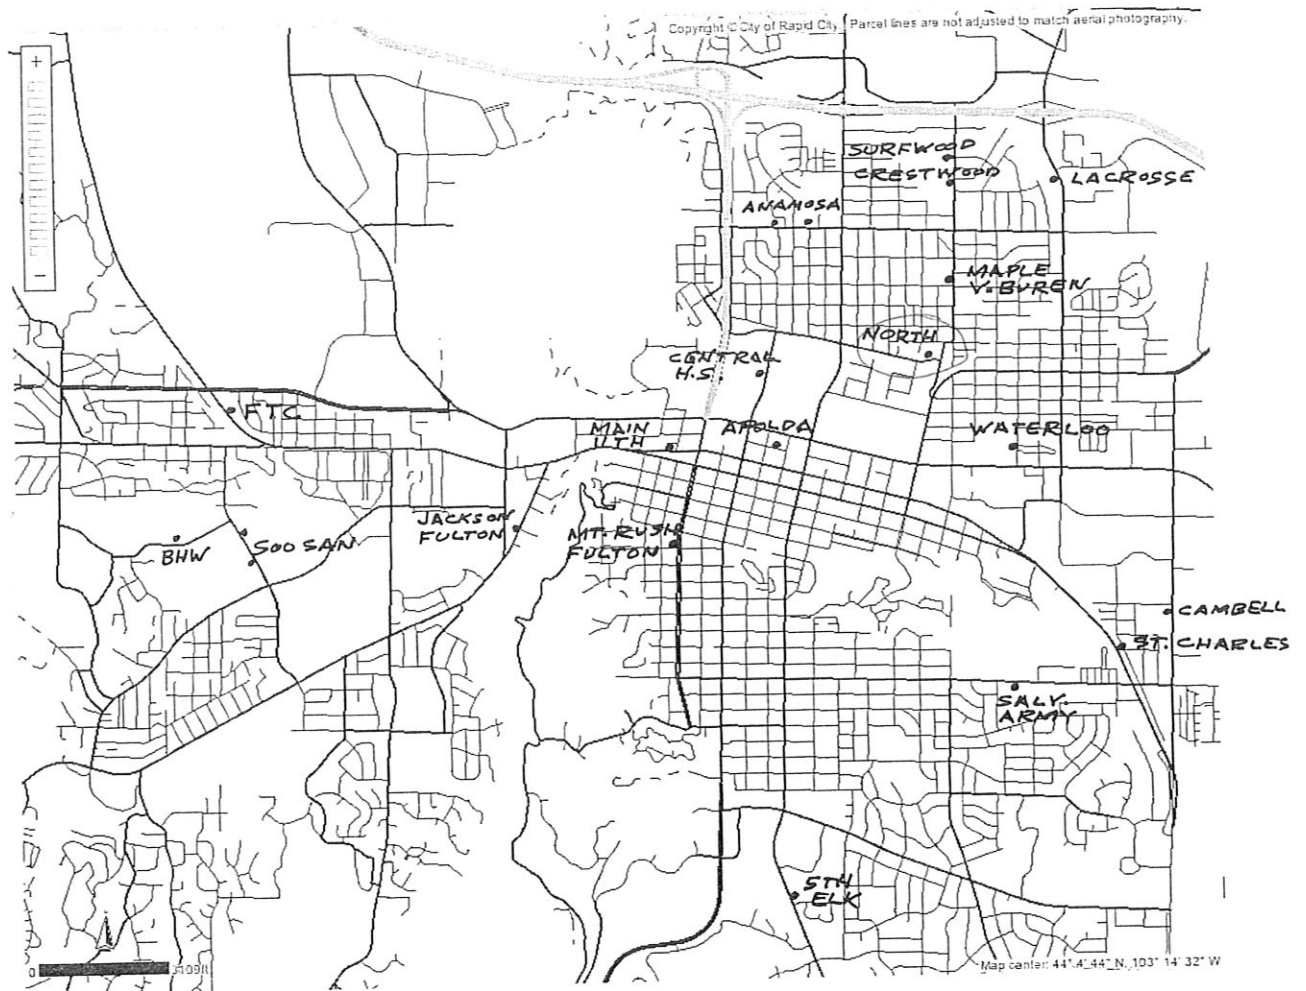 Copyright © City of Rapid City. Parcel lines are not adjusted to match aerial photography.
+
SURFWOOD
CRESTWOOD
LACROSSE
ANAMOSA
−
MAPLE
V. BUREN
NORTH
CENTRAL
H.S.
FTC
MAIN
11TH
APOLDA
WATERLOO
JACKSON
FULTON
MT. RUSH
FULTON
BHW
SOO SAN
CAMBELL
ST. CHARLES
SALV.
ARMY
5TH
ELK
0
3109ft
Map center: 44° 4' 44" N, 103° 14' 32" W